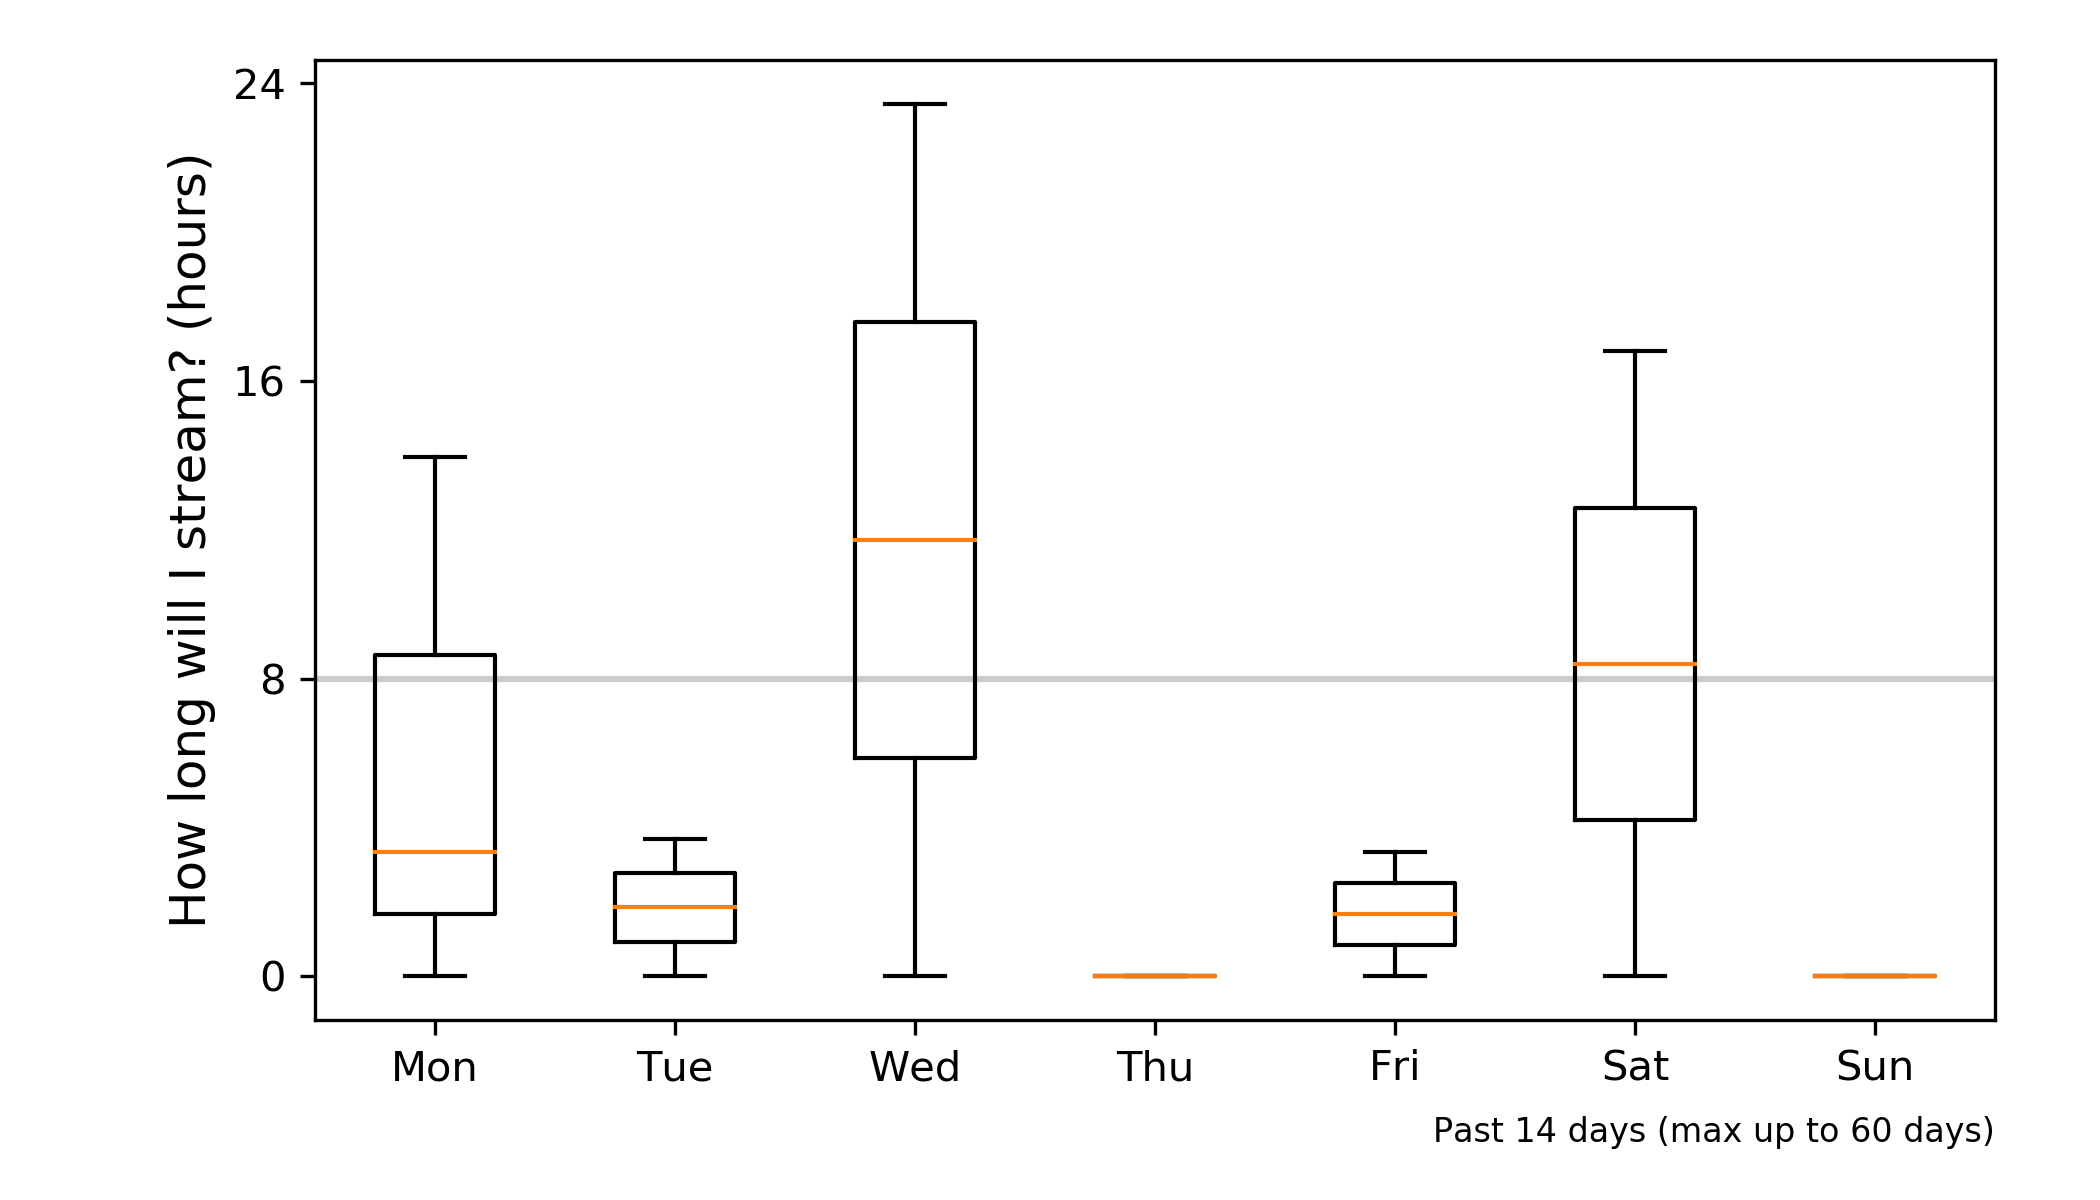 How long will I stream? (hours)
24
16
8
0
Mon Tue Wed Thu Fri Sat Sun
Past 14 days (max up to 60 days)